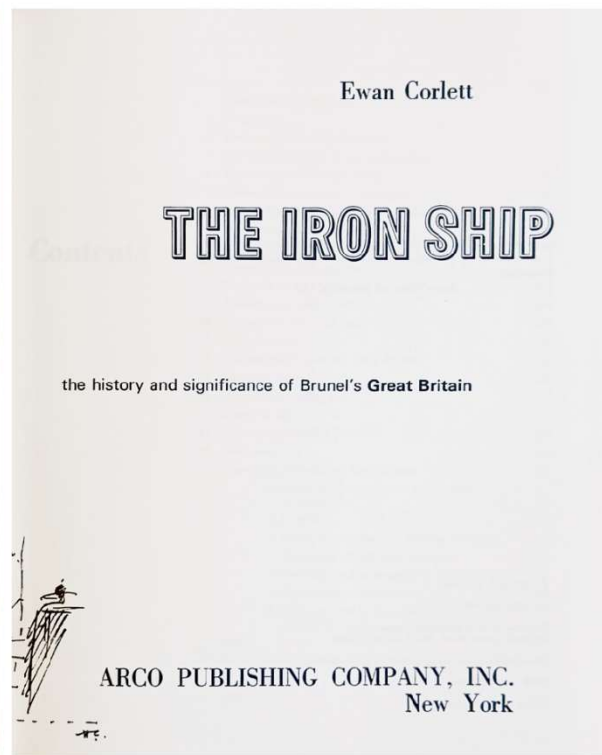 Ewan Corlett
THE IRON SHIP
the history and significance of Brunel's Great Britain
ARCO PUBLISHING COMPANY, INC.
New York